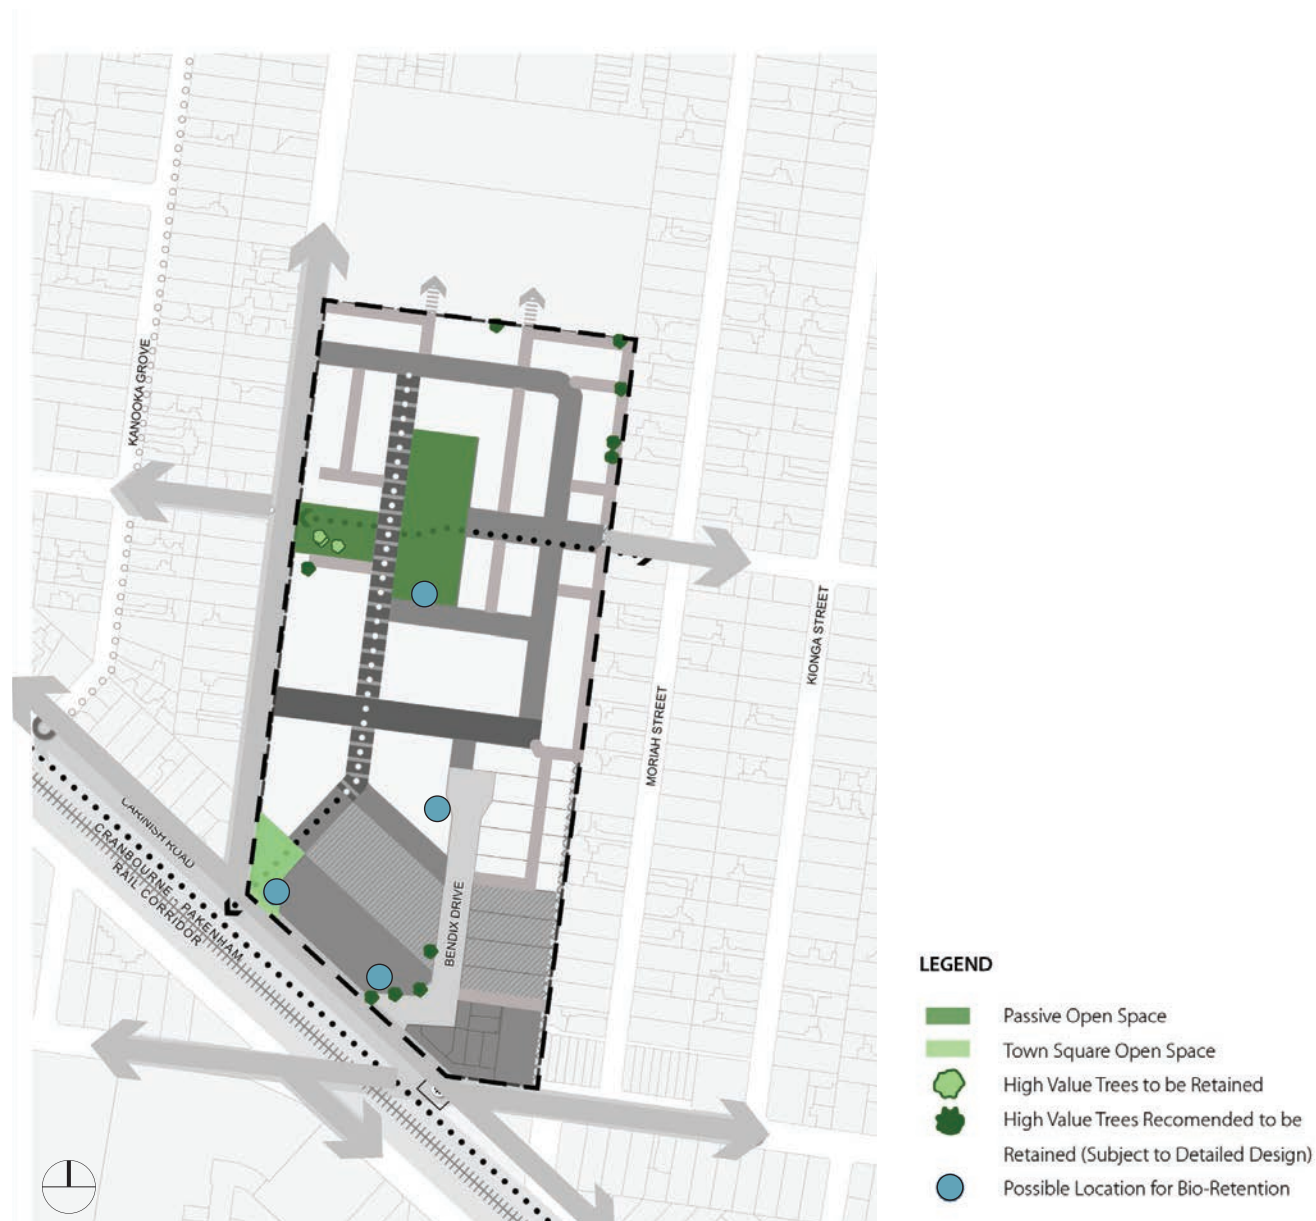 KANOOKA GROVE
KIONGA STREET
MORIAH STREET
CARINISH ROAD
CRANBOURNE - PAKENHAM
RAIL CORRIDOR
BENDIX DRIVE
LEGEND
Passive Open Space
Town Square Open Space
High Value Trees to be Retained
High Value Trees Recomended to be
Retained (Subject to Detailed Design)
Possible Location for Bio-Retention